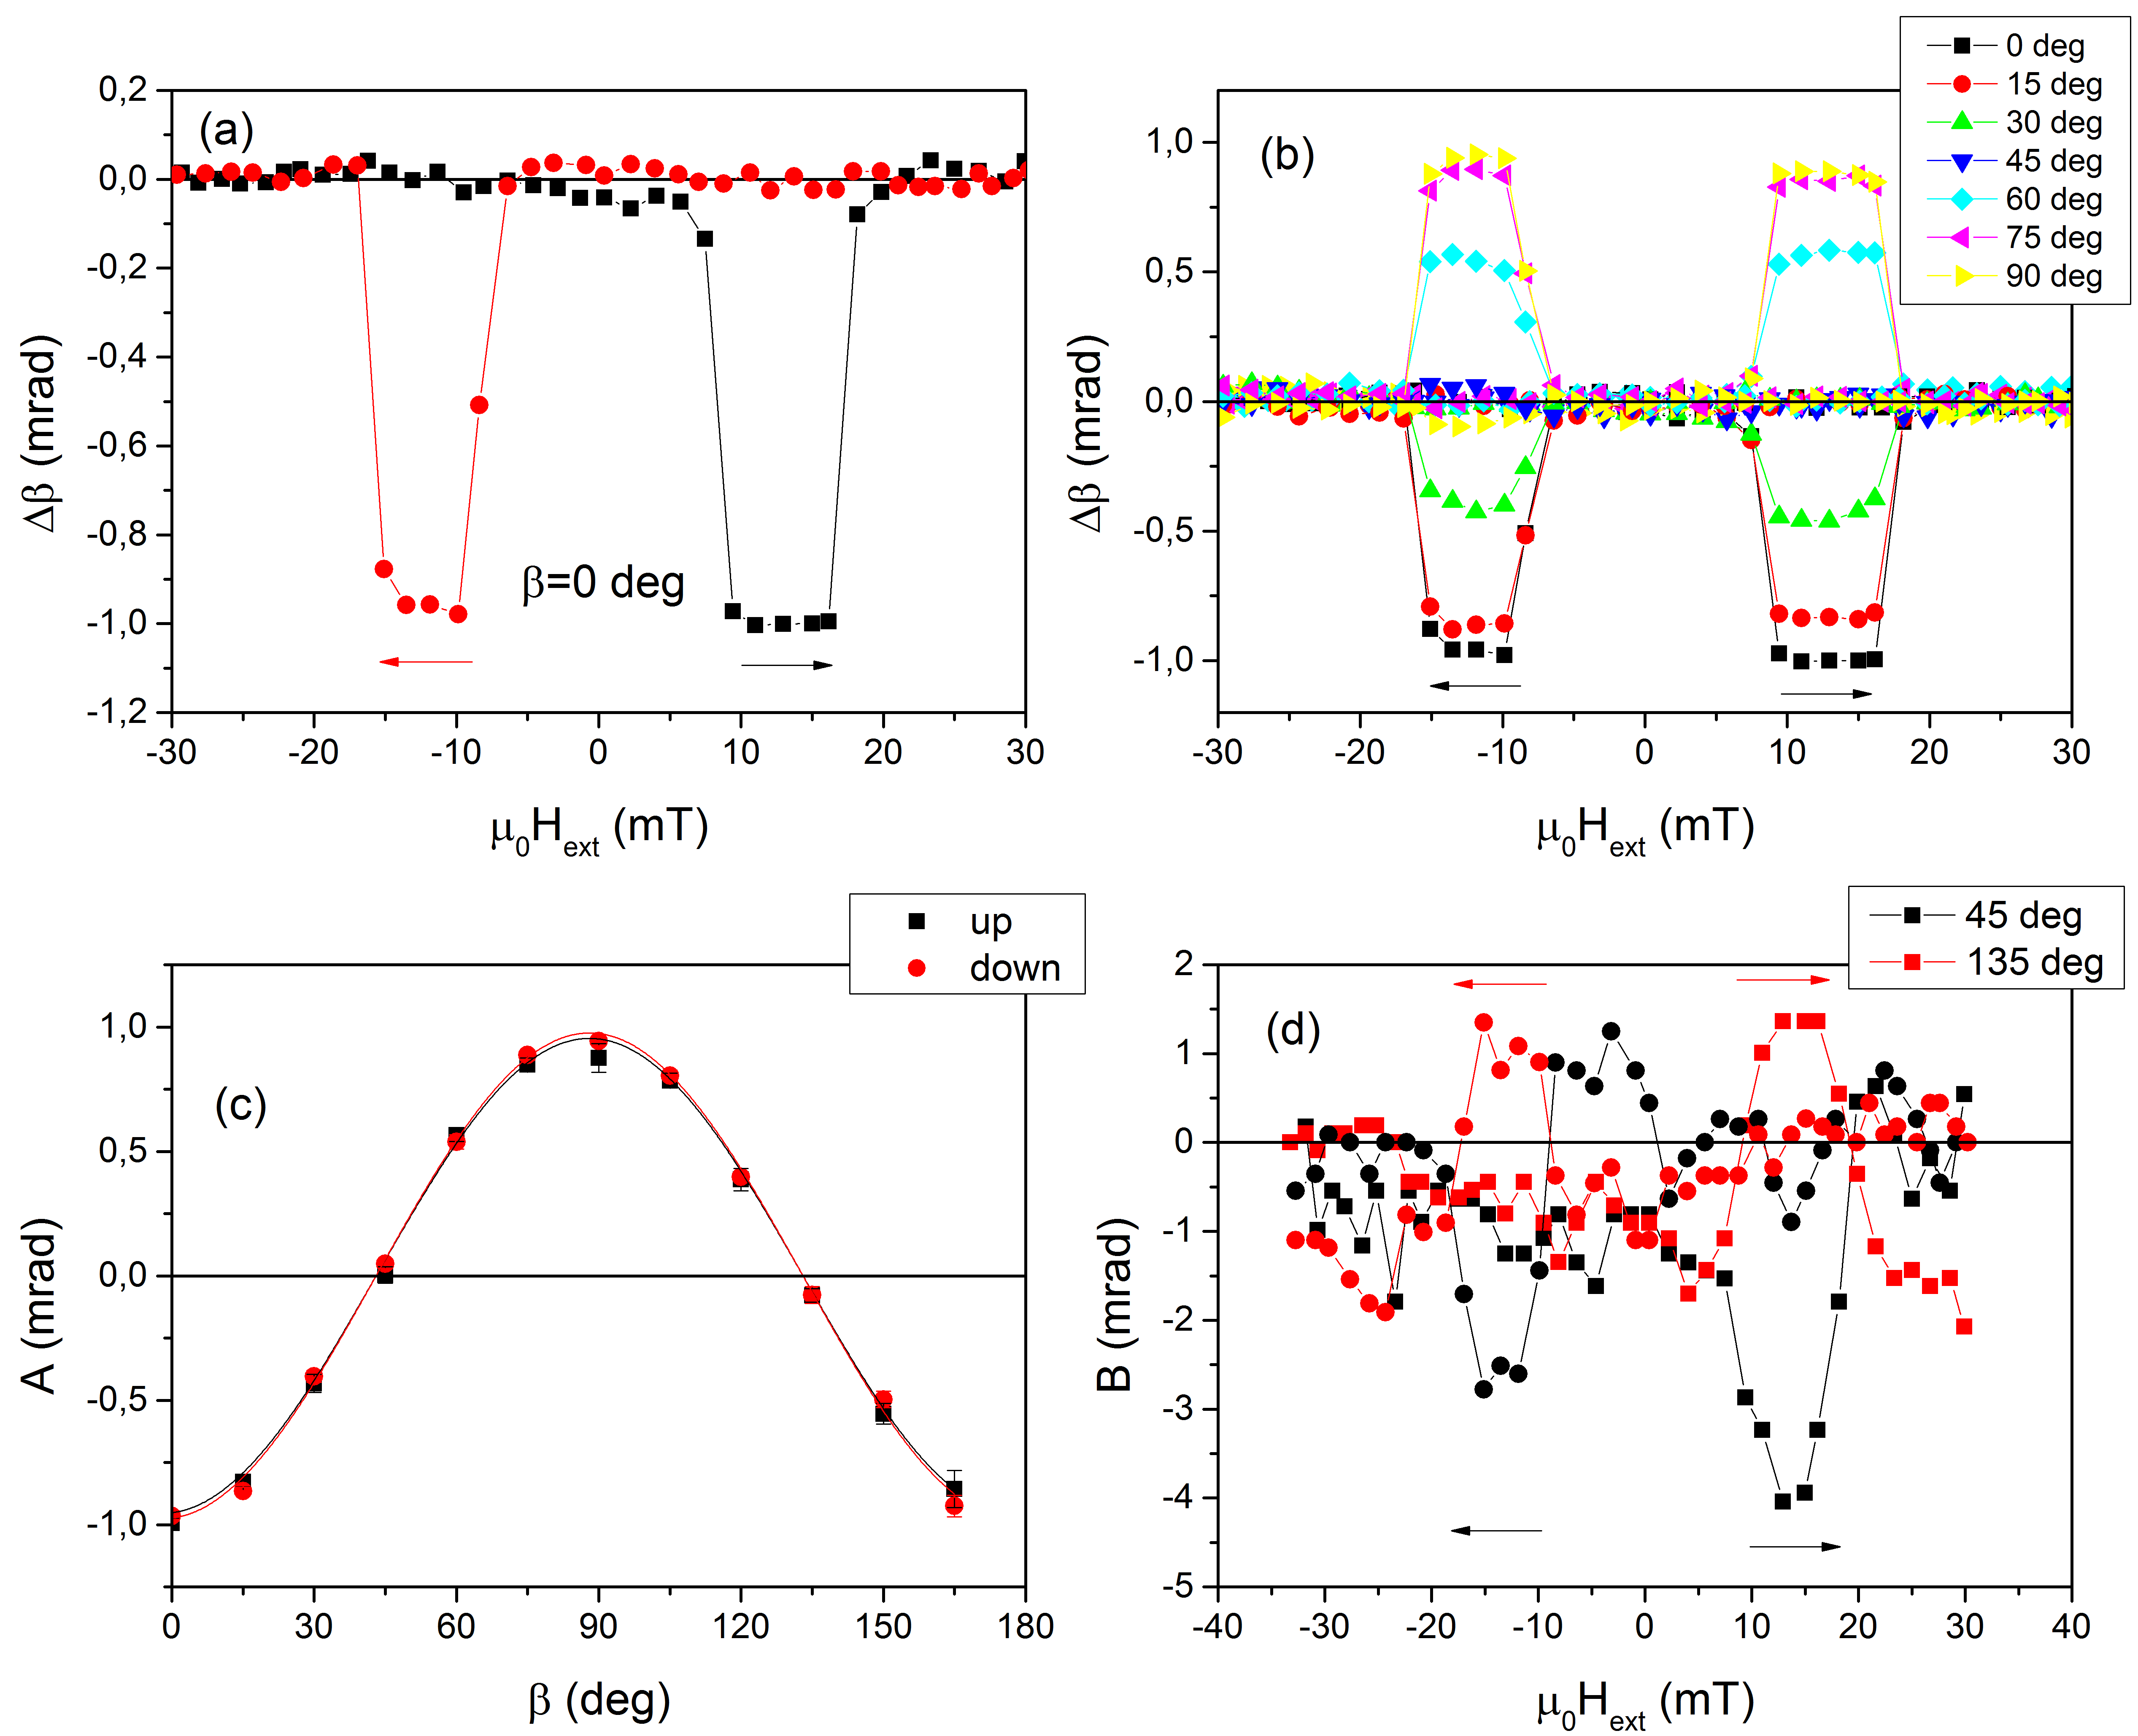 (a)
0,2
0,0
-0,2
-0,4
-0,6
-0,8
-1,0
-1,2
Δβ (mrad)
β=0 deg
-30 -20 -10 0 10 20 30
μ0Hext (mT)
0 deg
15 deg
30 deg
45 deg
60 deg
75 deg
90 deg
(b)
1,0
0,5
0,0
-0,5
-1,0
Δβ (mrad)
-30 -20 -10 0 10 20 30
μ0Hext (mT)
up
down
(c)
1,0
0,5
0,0
-0,5
-1,0
A (mrad)
0 30 60 90 120 150 180
β (deg)
45 deg
135 deg
(d)
2
1
0
-1
-2
-3
-4
-5
B (mrad)
-40 -30 -20 -10 0 10 20 30 40
μ0Hext (mT)